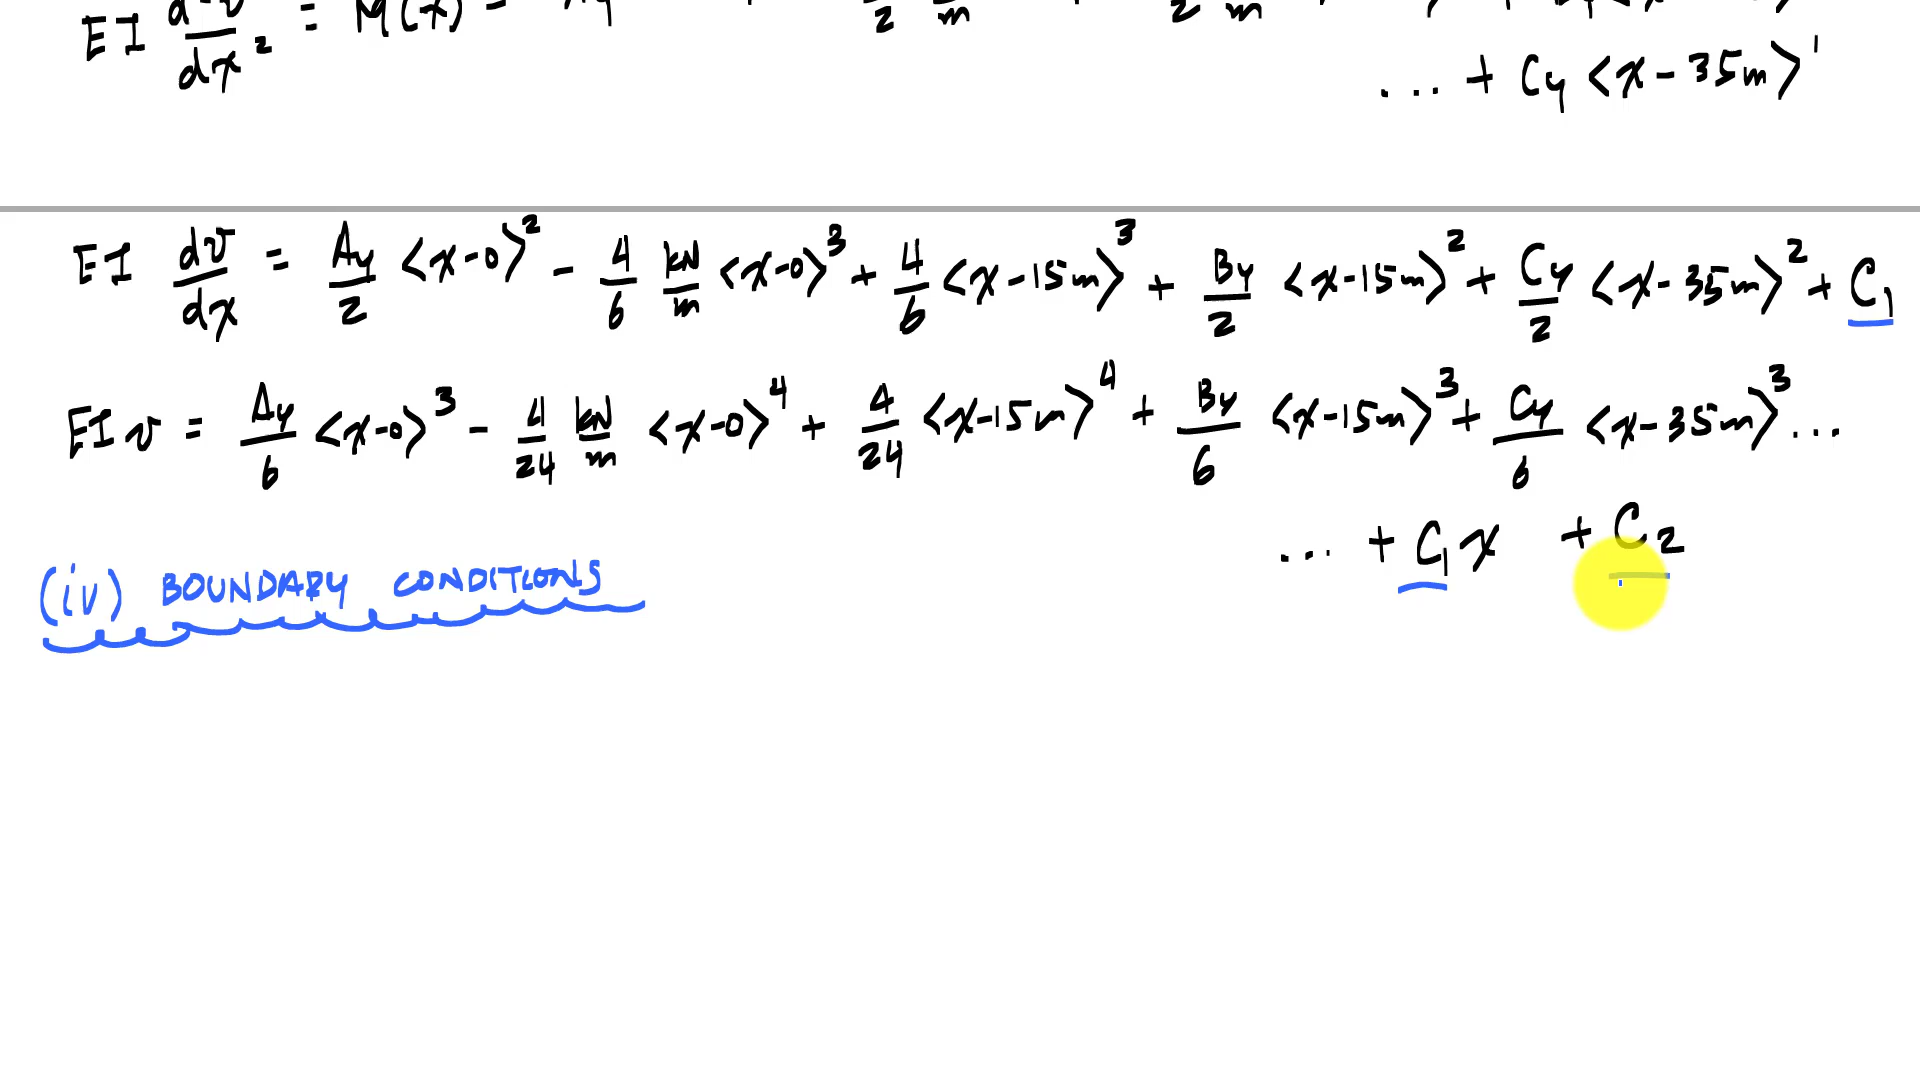 EI d²v/dx² = M(x) =
... + Cy <x - 35m>¹
EI dv/dx = Ay/2 <x-0>² - 4/6 kN/m <x-0>³ + 4/6 <x-15m>³ + By/2 <x-15m>² + Cy/2 <x-35m>² + C₁
EI v = Ay/6 <x-0>³ - 4/24 kN/m <x-0>⁴ + 4/24 <x-15m>⁴ + By/6 <x-15m>³ + Cy/6 <x-35m>³ ...
... + C₁x + C₂
(iv) BOUNDARY CONDITIONS